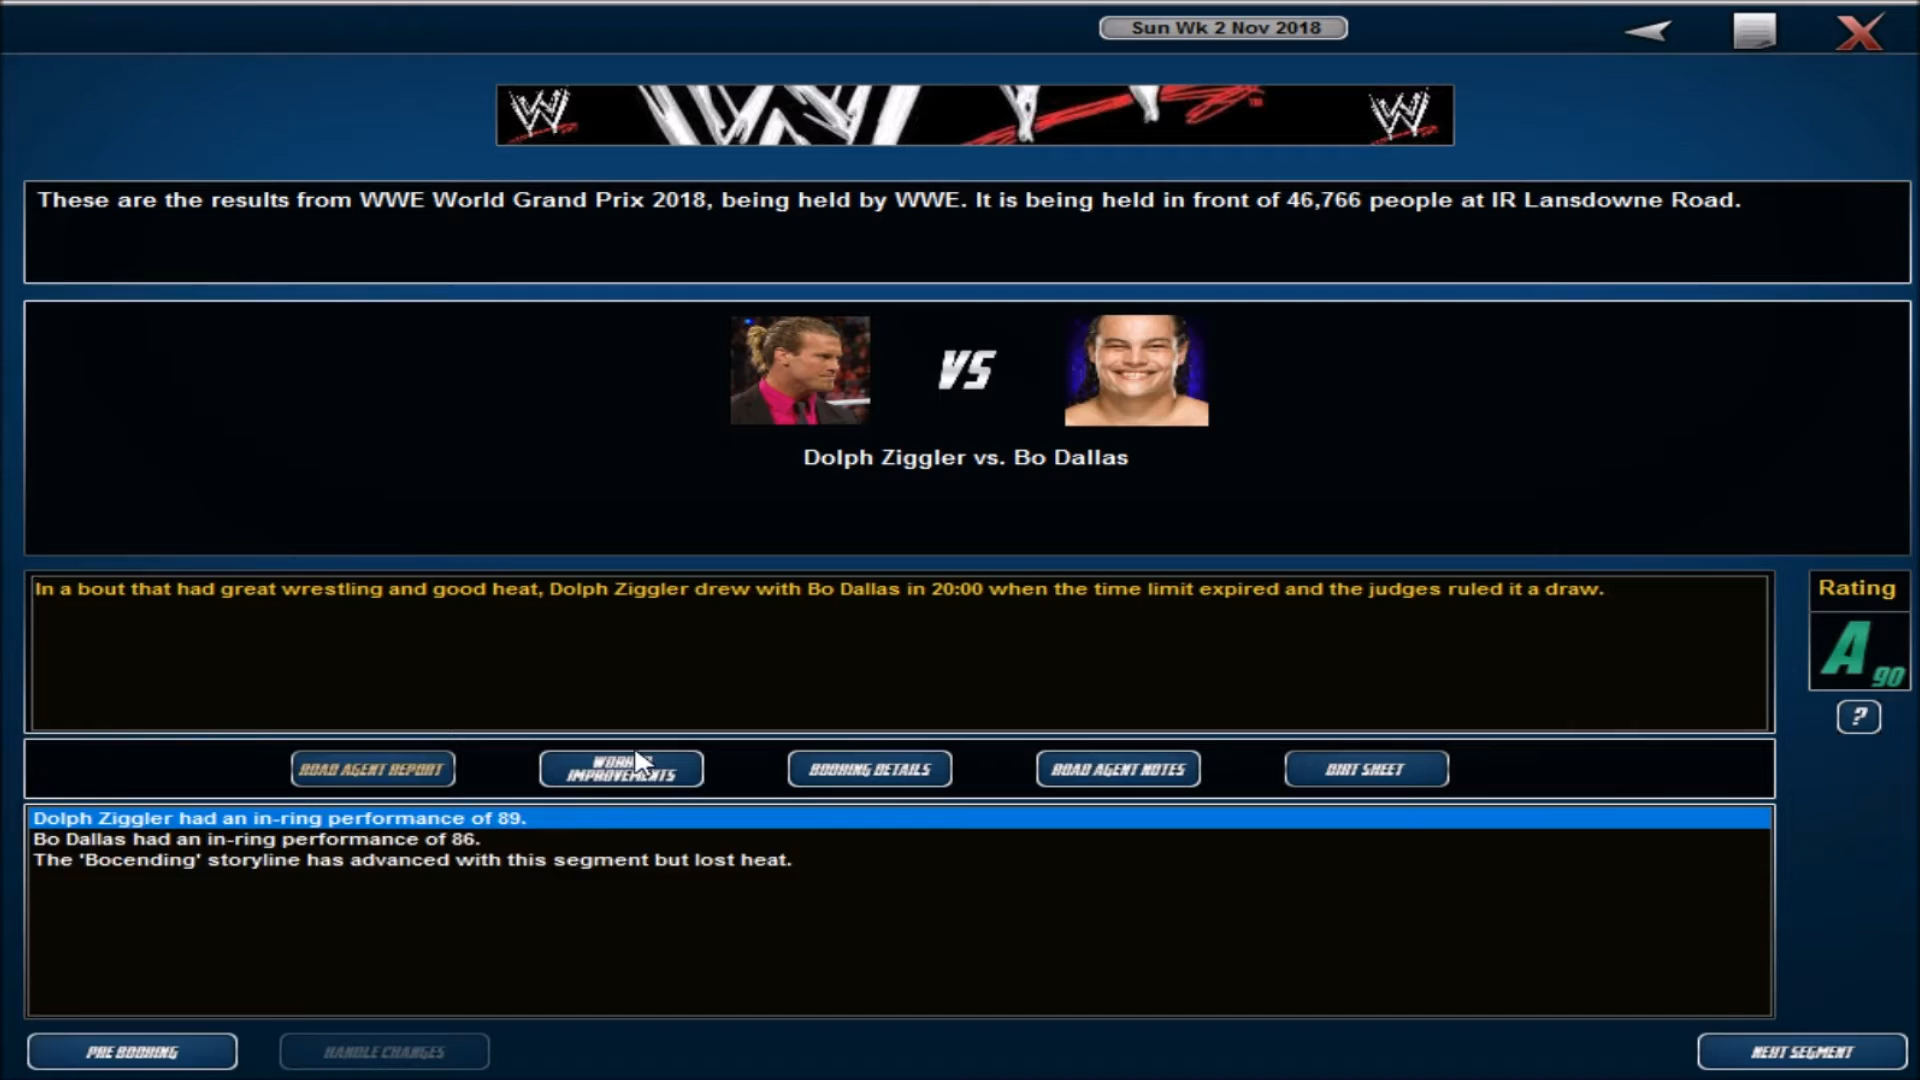 Sun Wk 2 Nov 2018
These are the results from WWE World Grand Prix 2018, being held by WWE. It is being held in front of 46,766 people at IR Lansdowne Road.
VS
Dolph Ziggler vs. Bo Dallas
In a bout that had great wrestling and good heat, Dolph Ziggler drew with Bo Dallas in 20:00 when the time limit expired and the judges ruled it a draw.
Rating
A 90
?
ROAD AGENT REPORT
IMPROVEMENTS
BOOKING DETAILS
ROAD AGENT NOTES
DIRT SHEET
Dolph Ziggler had an in-ring performance of 89.
Bo Dallas had an in-ring performance of 86.
The 'Bocending' storyline has advanced with this segment but lost heat.
PRE BOOKING
HANDLE CHANGES
NEXT SEGMENT